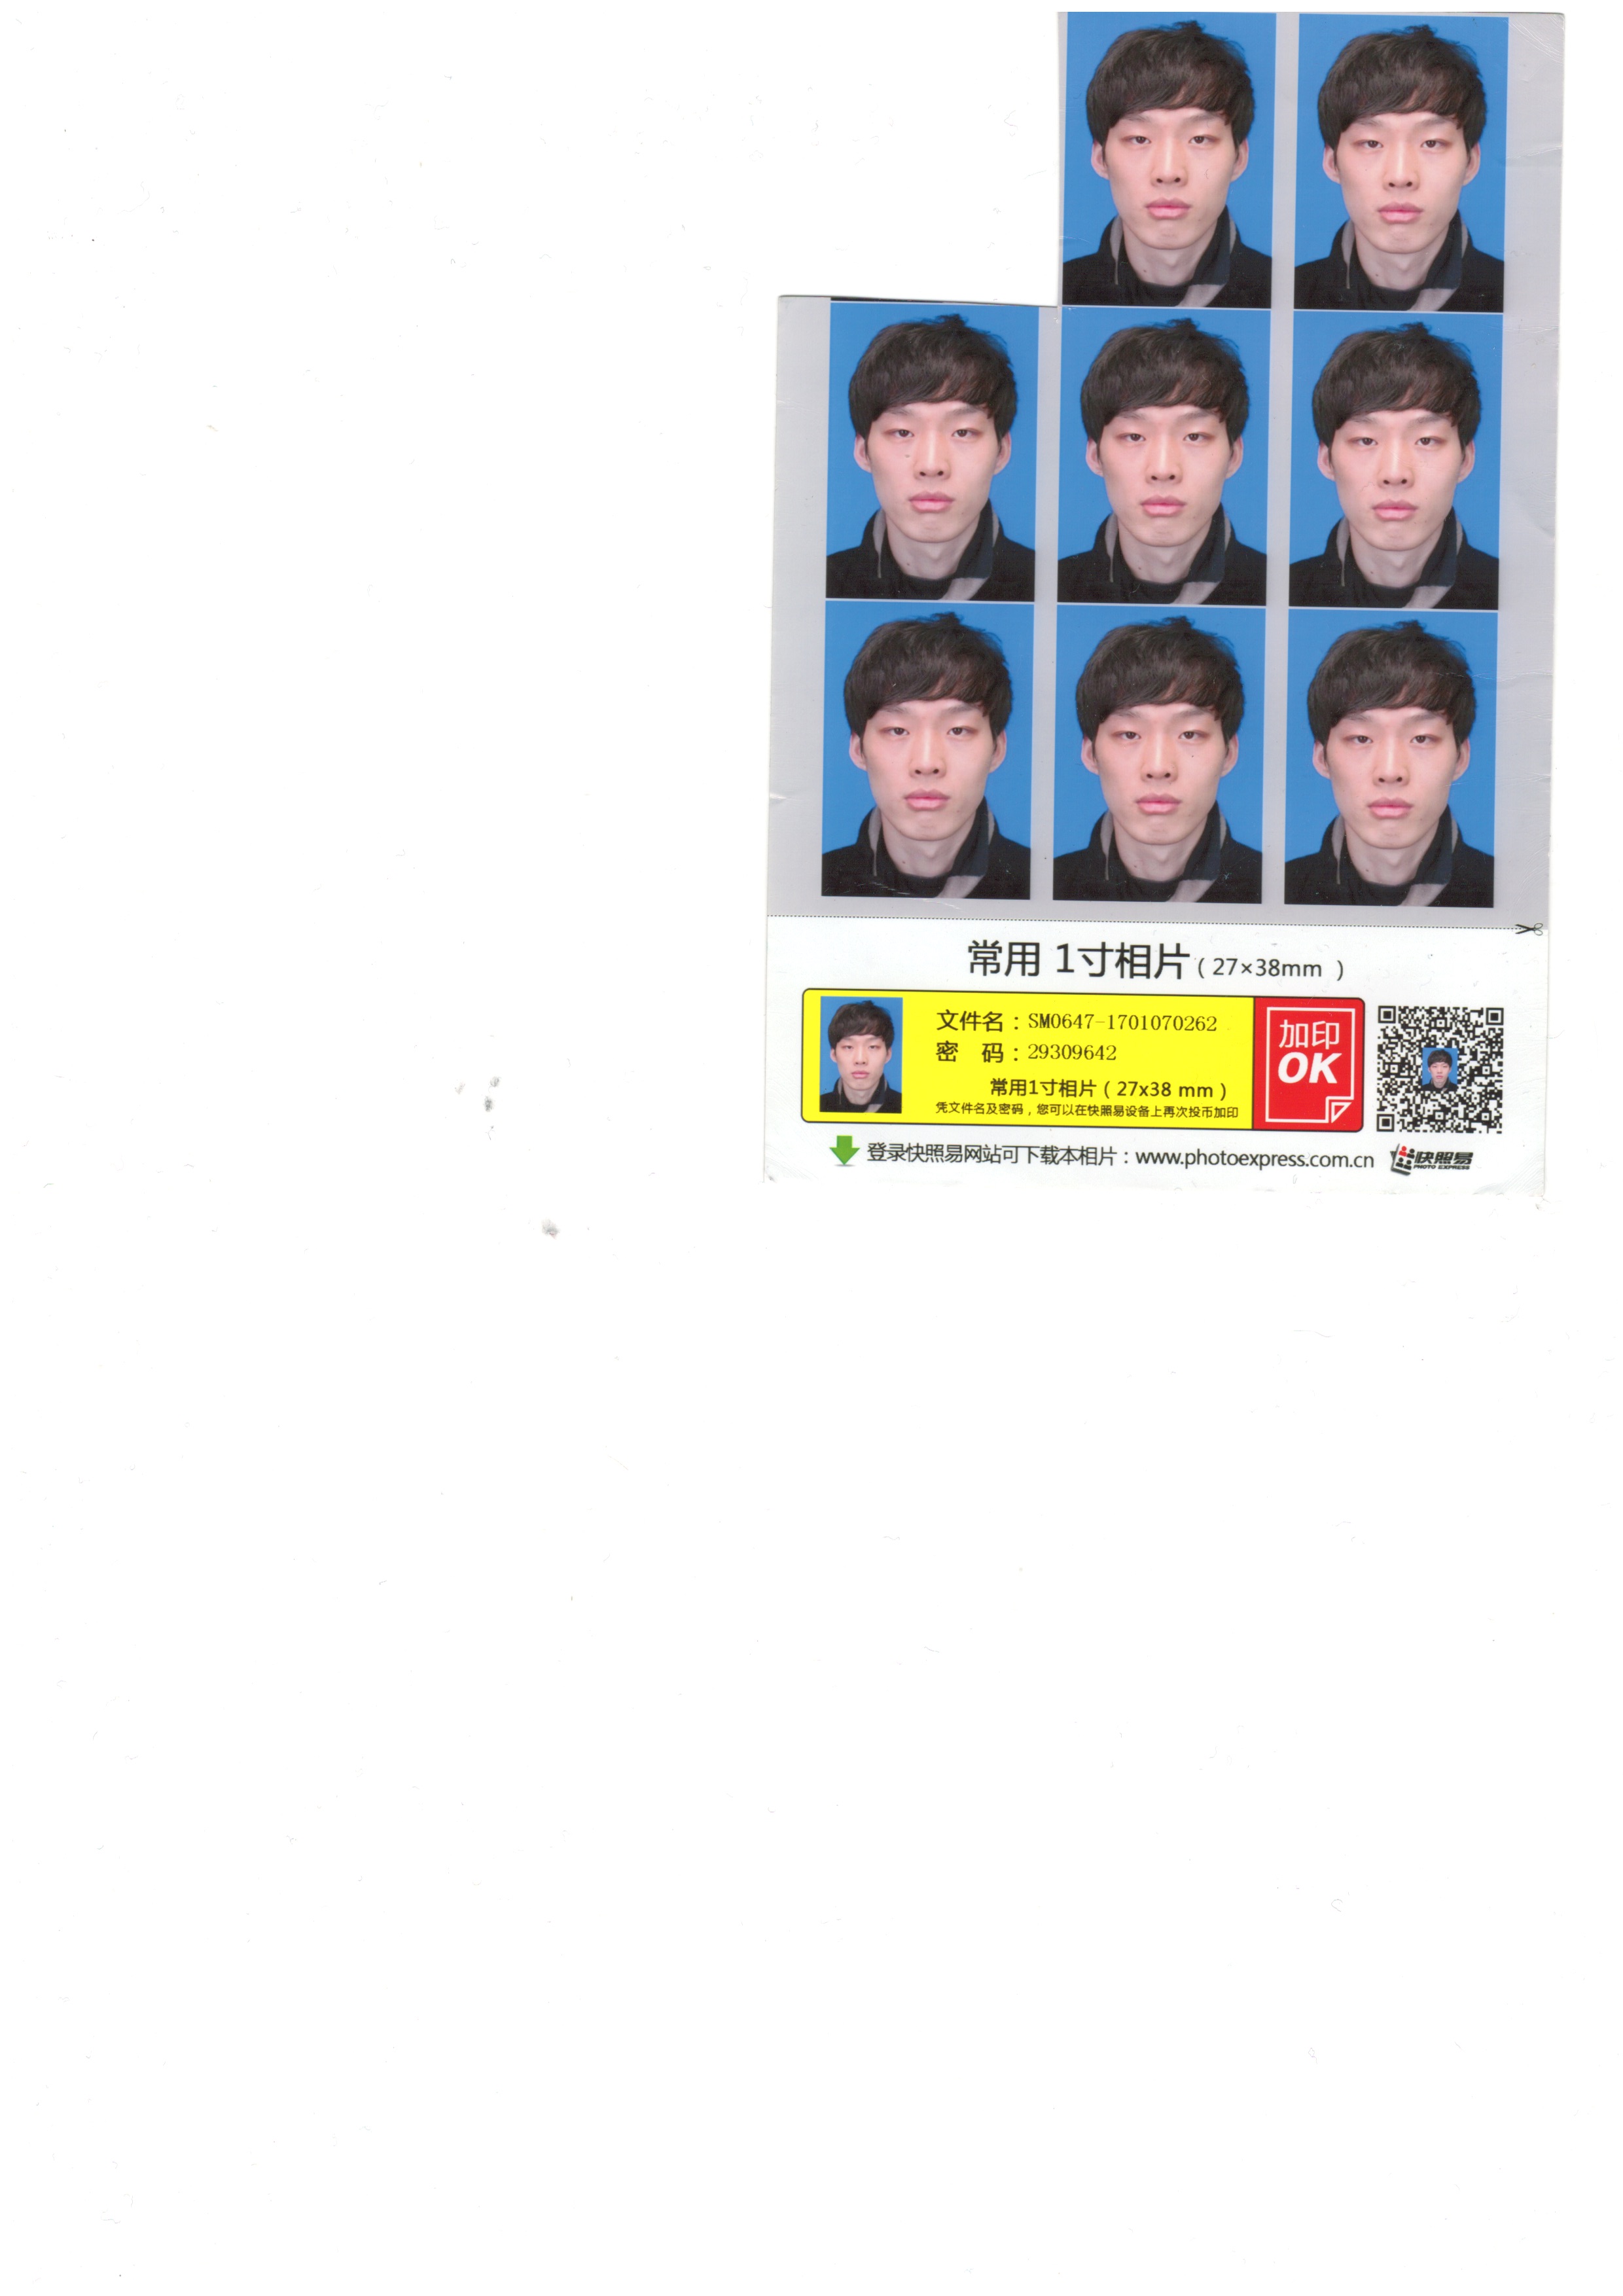 常用 1寸相片（27×38mm ）
文件名：SM0647-1701070262
密 码：29309642
常用1寸相片（27x38 mm）
凭文件名及密码，您可以在快照易设备上再次投币加印
加印
OK
登录快照易网站可下载本相片：www.photoexpress.com.cn
快照易
PHOTO EXPRESS